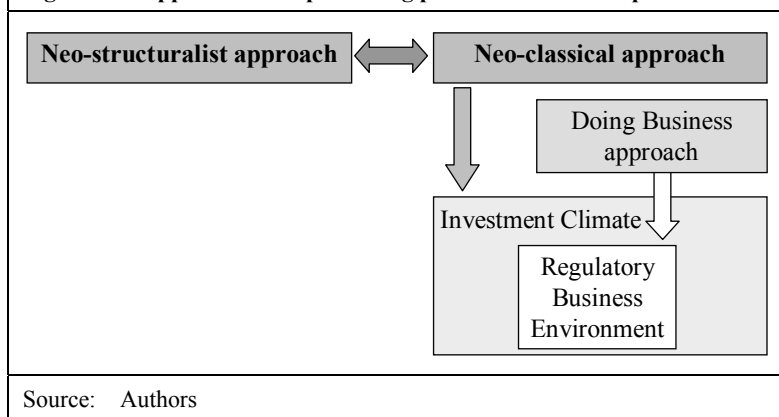 Neo-structuralist approach
Neo-classical approach
Doing Business
approach
Investment Climate
Regulatory
Business
Environment
Source: Authors